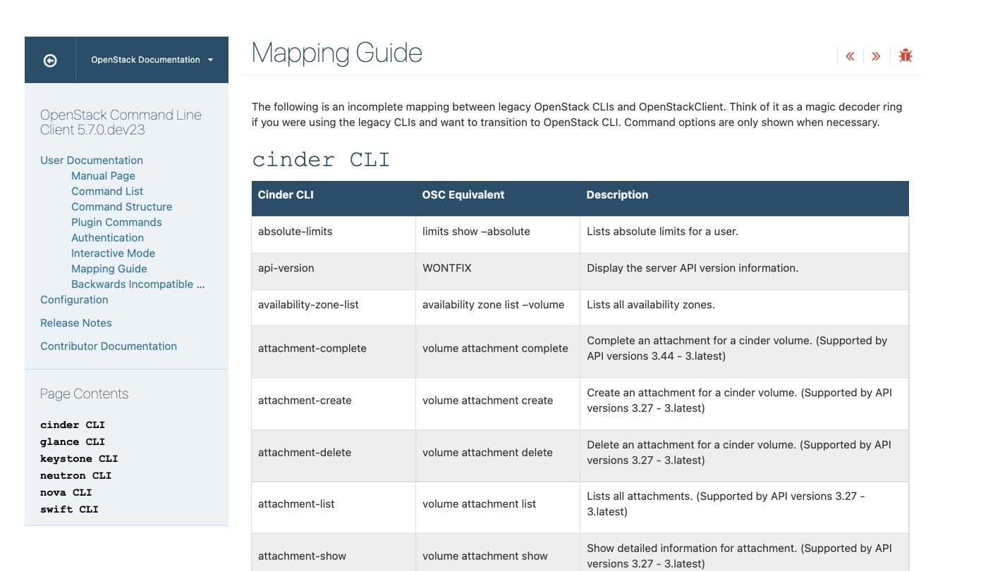 OpenStack Documentation
OpenStack Command Line
Client 5.7.0.dev23
User Documentation
Manual Page
Command List
Command Structure
Plugin Commands
Authentication
Interactive Mode
Mapping Guide
Backwards Incompatible ...
Configuration
Release Notes
Contributor Documentation
Page Contents
cinder CLI
glance CLI
keystone CLI
neutron CLI
nova CLI
swift CLI
Mapping Guide
The following is an incomplete mapping between legacy OpenStack CLIs and OpenStackClient. Think of it as a magic decoder ring
if you were using the legacy CLIs and want to transition to OpenStack CLI. Command options are only shown when necessary.
cinder CLI
Cinder CLI OSC Equivalent Description
absolute-limits limits show –absolute Lists absolute limits for a user.
api-version WONTFIX Display the server API version information.
availability-zone-list availability zone list –volume Lists all availability zones.
attachment-complete volume attachment complete Complete an attachment for a cinder volume. (Supported by
API versions 3.44 - 3.latest)
attachment-create volume attachment create Create an attachment for a cinder volume. (Supported by API
versions 3.27 - 3.latest)
attachment-delete volume attachment delete Delete an attachment for a cinder volume. (Supported by API
versions 3.27 - 3.latest)
attachment-list volume attachment list Lists all attachments. (Supported by API versions 3.27 -
3.latest)
attachment-show volume attachment show Show detailed information for attachment. (Supported by API
versions 3.27 - 3.latest)